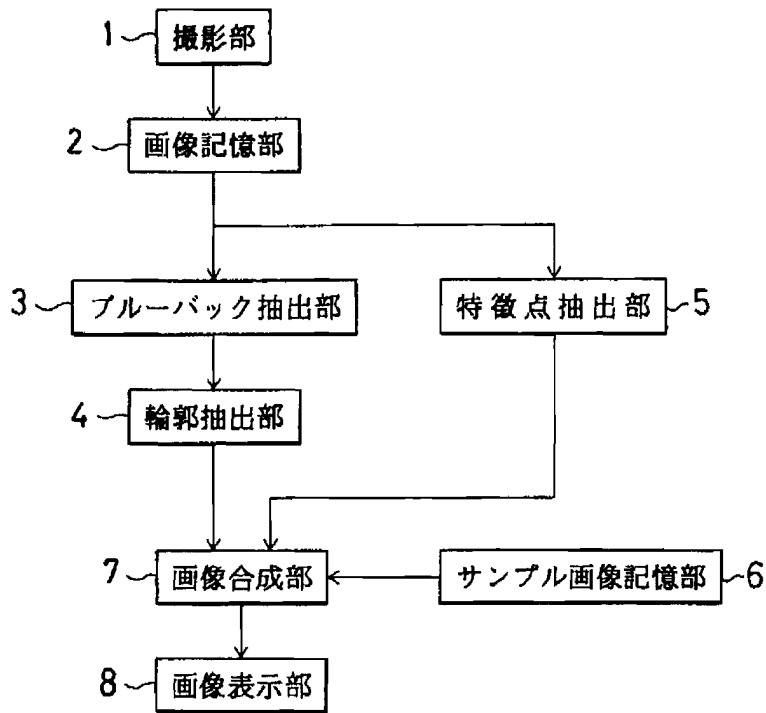 1 撮影部
2 画像記憶部
3 ブルーバック抽出部
特徴点抽出部 5
4 輪郭抽出部
7 画像合成部
サンプル画像記憶部 6
8 画像表示部